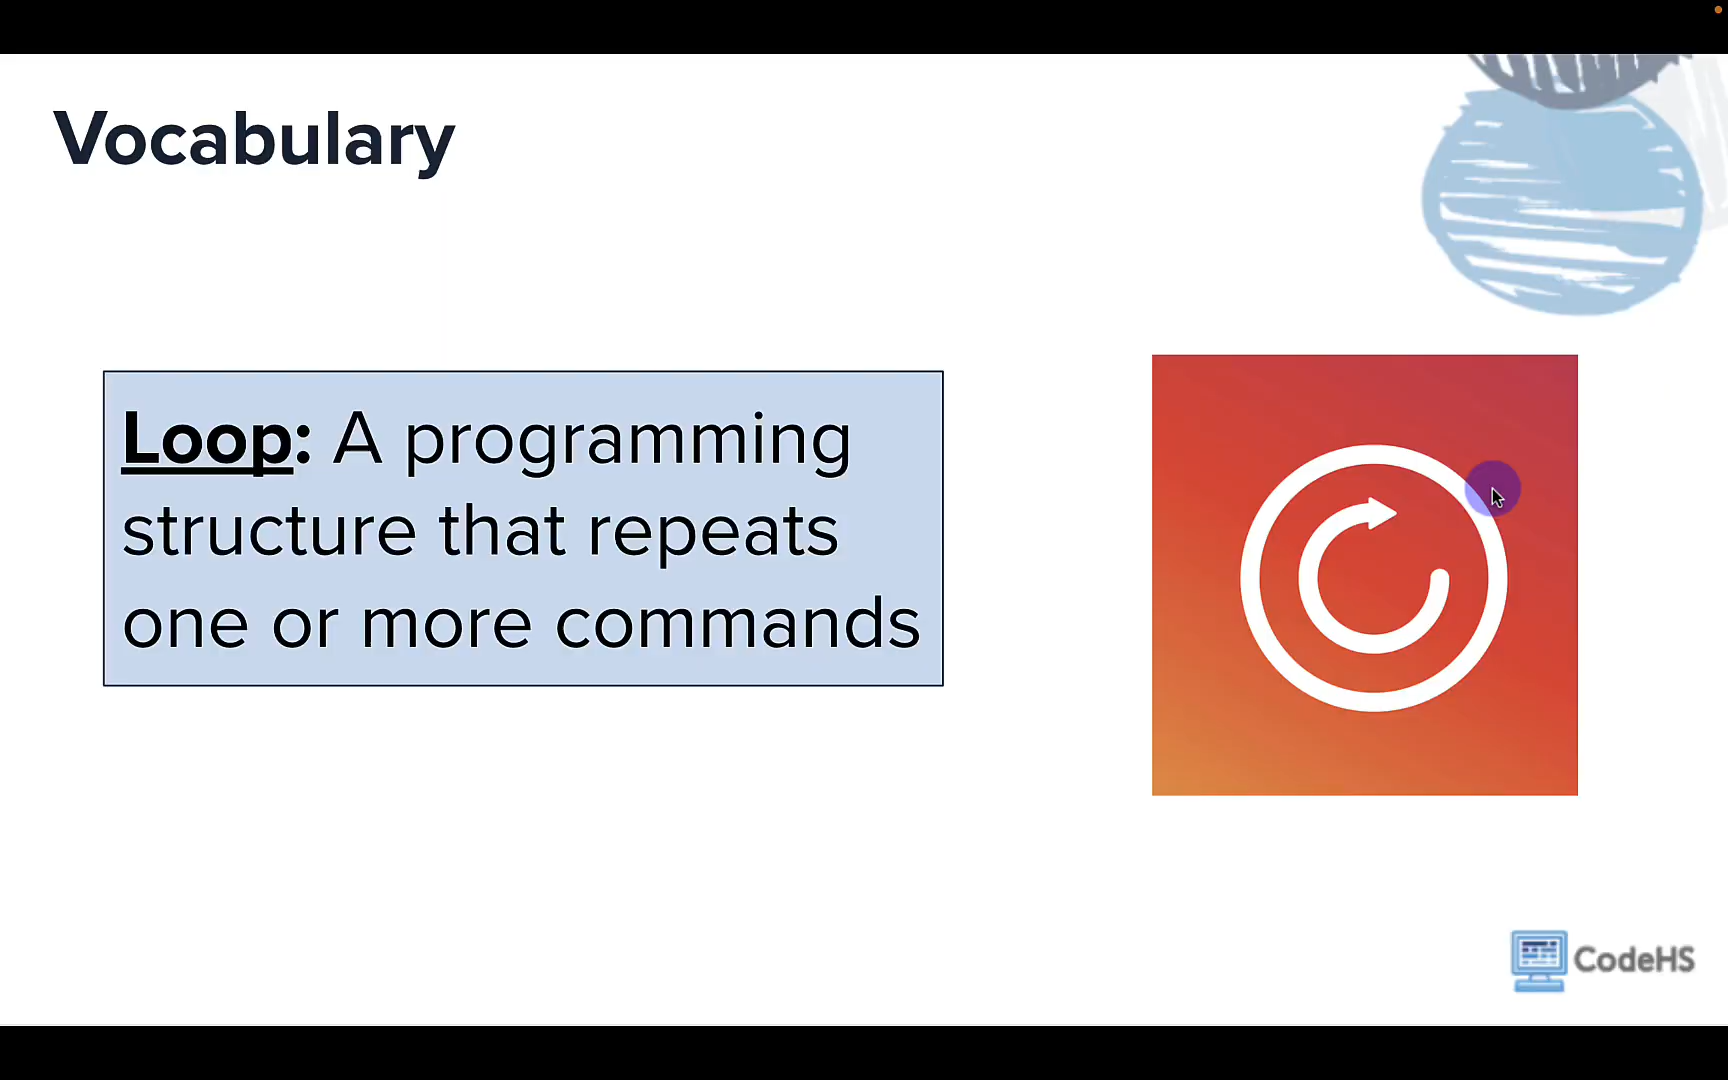 Vocabulary
Loop: A programming
structure that repeats
one or more commands
CodeHS